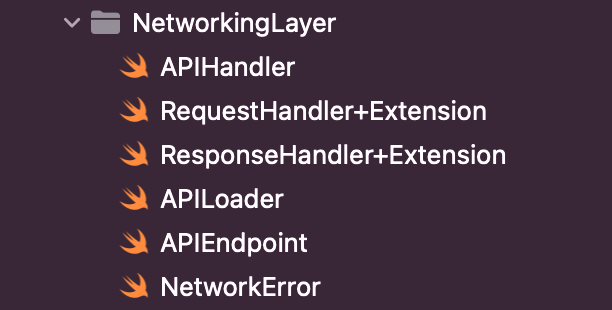 NetworkingLayer
APIHandler
RequestHandler+Extension
ResponseHandler+Extension
APILoader
APIEndpoint
NetworkError